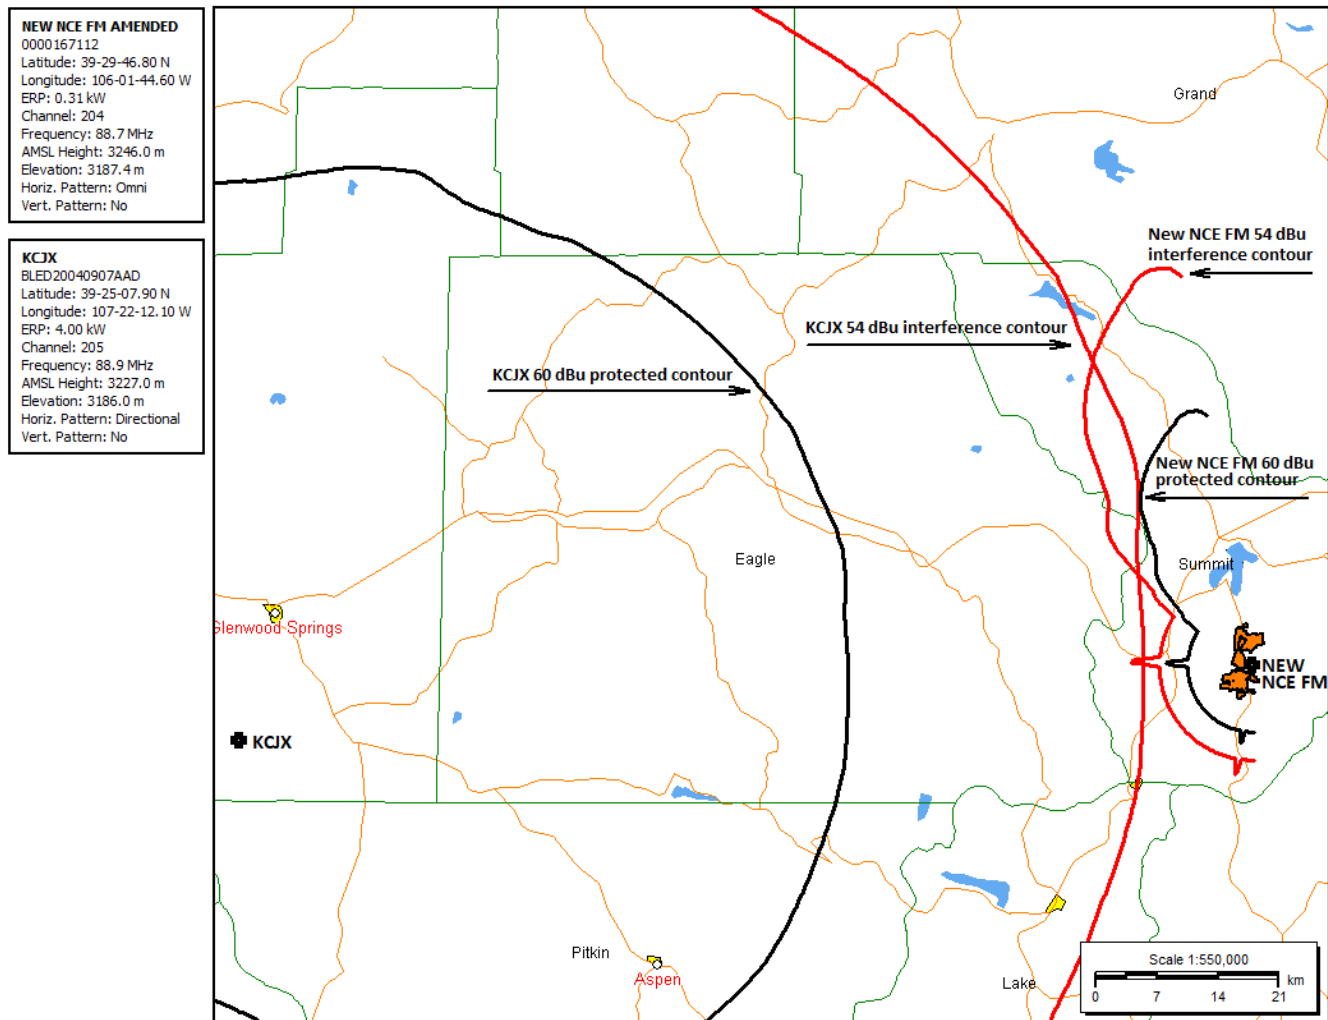 NEW NCE FM AMENDED
0000167112
Latitude: 39-29-46.80 N
Longitude: 106-01-44.60 W
ERP: 0.31 kW
Channel: 204
Frequency: 88.7 MHz
AMSL Height: 3246.0 m
Elevation: 3187.4 m
Horiz. Pattern: Omni
Vert. Pattern: No
KCJX
BLED20040907AAD
Latitude: 39-25-07.90 N
Longitude: 107-22-12.10 W
ERP: 4.00 kW
Channel: 205
Frequency: 88.9 MHz
AMSL Height: 3227.0 m
Elevation: 3186.0 m
Horiz. Pattern: Directional
Vert. Pattern: No
Grand
New NCE FM 54 dBu
interference contour
KCJX 54 dBu interference contour
KCJX 60 dBu protected contour
New NCE FM 60 dBu
protected contour
Eagle
Summit
Glenwood Springs
NEW
NCE FM
KCJX
Pitkin
Aspen
Lake
Scale 1:550,000
km
0 7 14 21